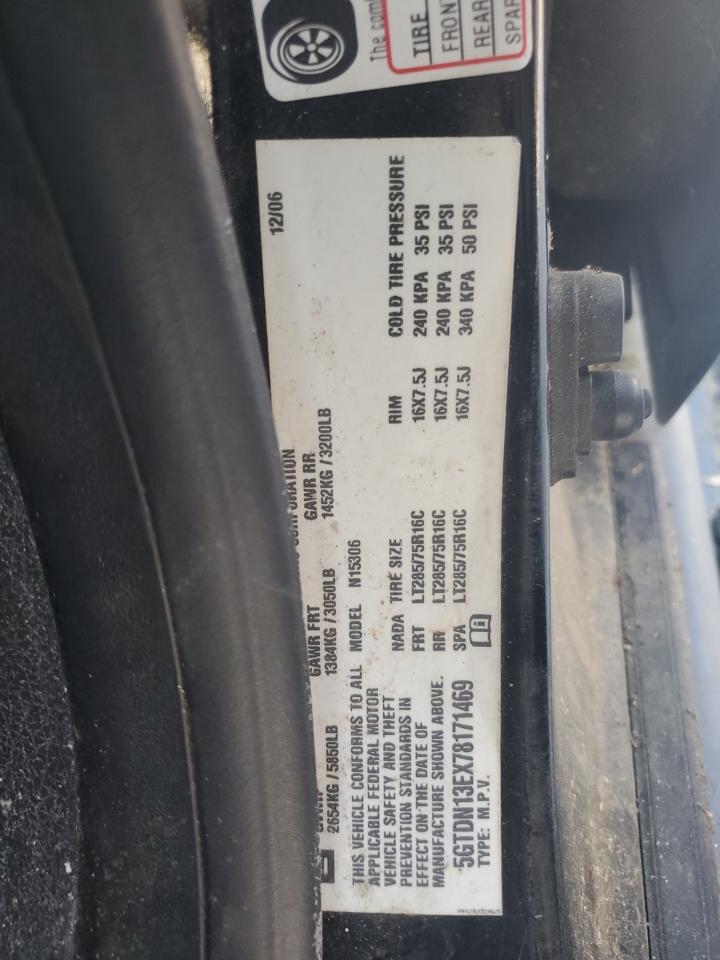 The
TIRE
FRONT
REAR
SPAR
12/06
CORPORATION
GAWR FRT GAWR RR
2654KG / 5850LB 1384KG / 3050LB 1452KG / 3200LB
THIS VEHICLE CONFORMS TO ALL
APPLICABLE FEDERAL MOTOR
VEHICLE SAFETY AND THEFT
PREVENTION STANDARDS IN
EFFECT ON THE DATE OF
MANUFACTURE SHOWN ABOVE.
5GTDN13EX78171469
TYPE: M.P.V.
MODEL N15306
NADA TIRE SIZE RIM COLD TIRE PRESSURE
FRT LT285/75R16C 16X7.5J 240 KPA 35 PSI
RR LT285/75R16C 16X7.5J 240 KPA 35 PSI
SPA LT285/75R16C 16X7.5J 340 KPA 50 PSI